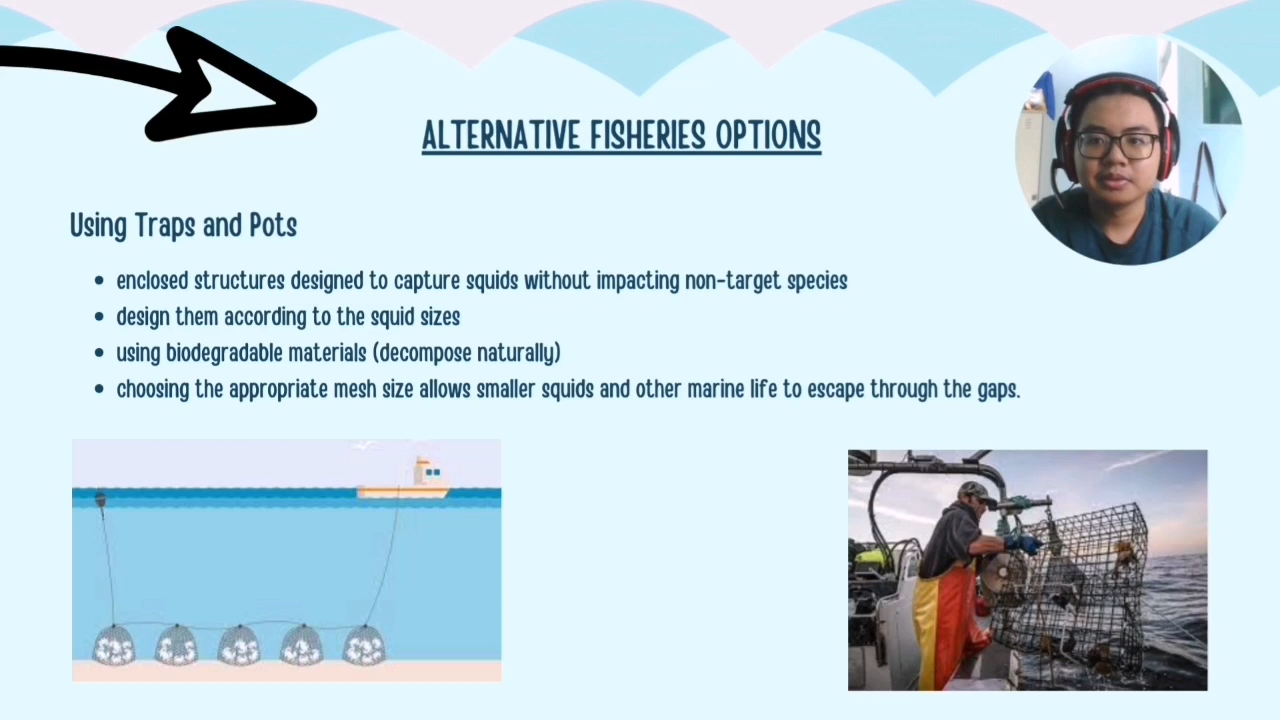 ALTERNATIVE FISHERIES OPTIONS
Using Traps and Pots
• enclosed structures designed to capture squids without impacting non-target species
• design them according to the squid sizes
• using biodegradable materials (decompose naturally)
• choosing the appropriate mesh size allows smaller squids and other marine life to escape through the gaps.